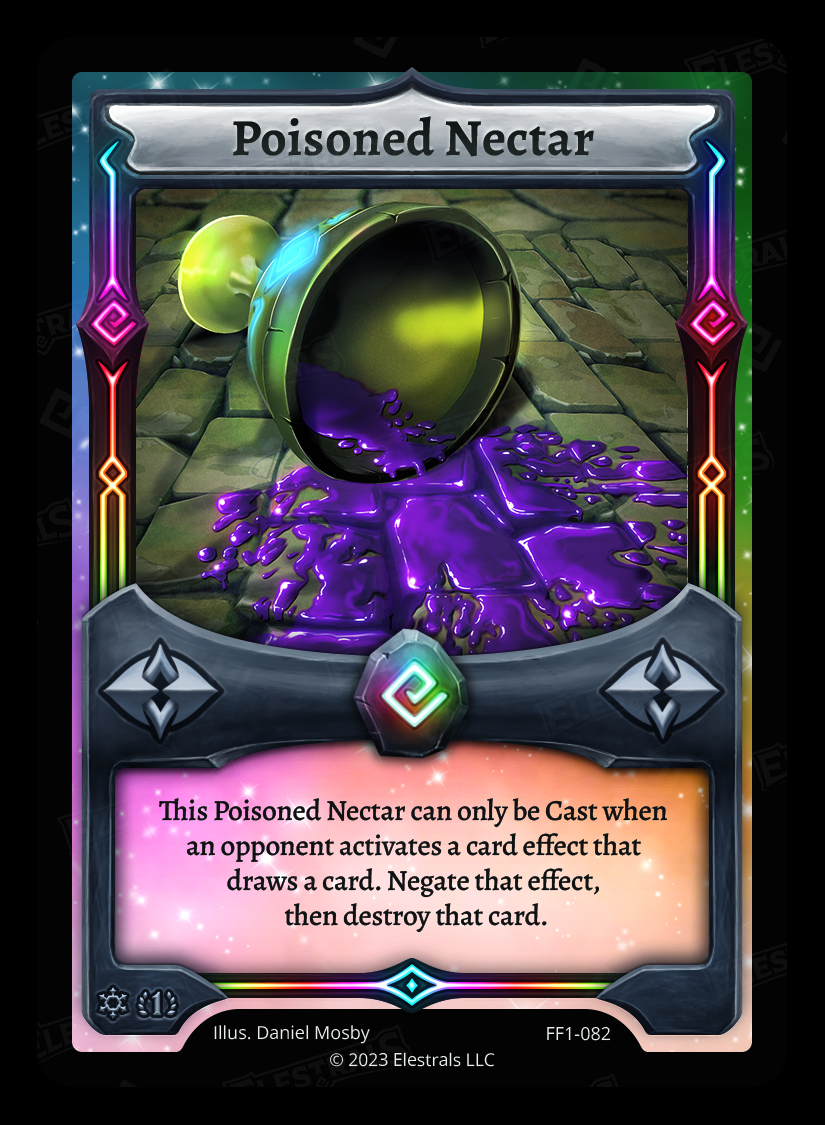 Poisoned Nectar
This Poisoned Nectar can only be Cast when
an opponent activates a card effect that
draws a card. Negate that effect,
then destroy that card.
1
Illus. Daniel Mosby
FF1-082
© 2023 Elestrals LLC